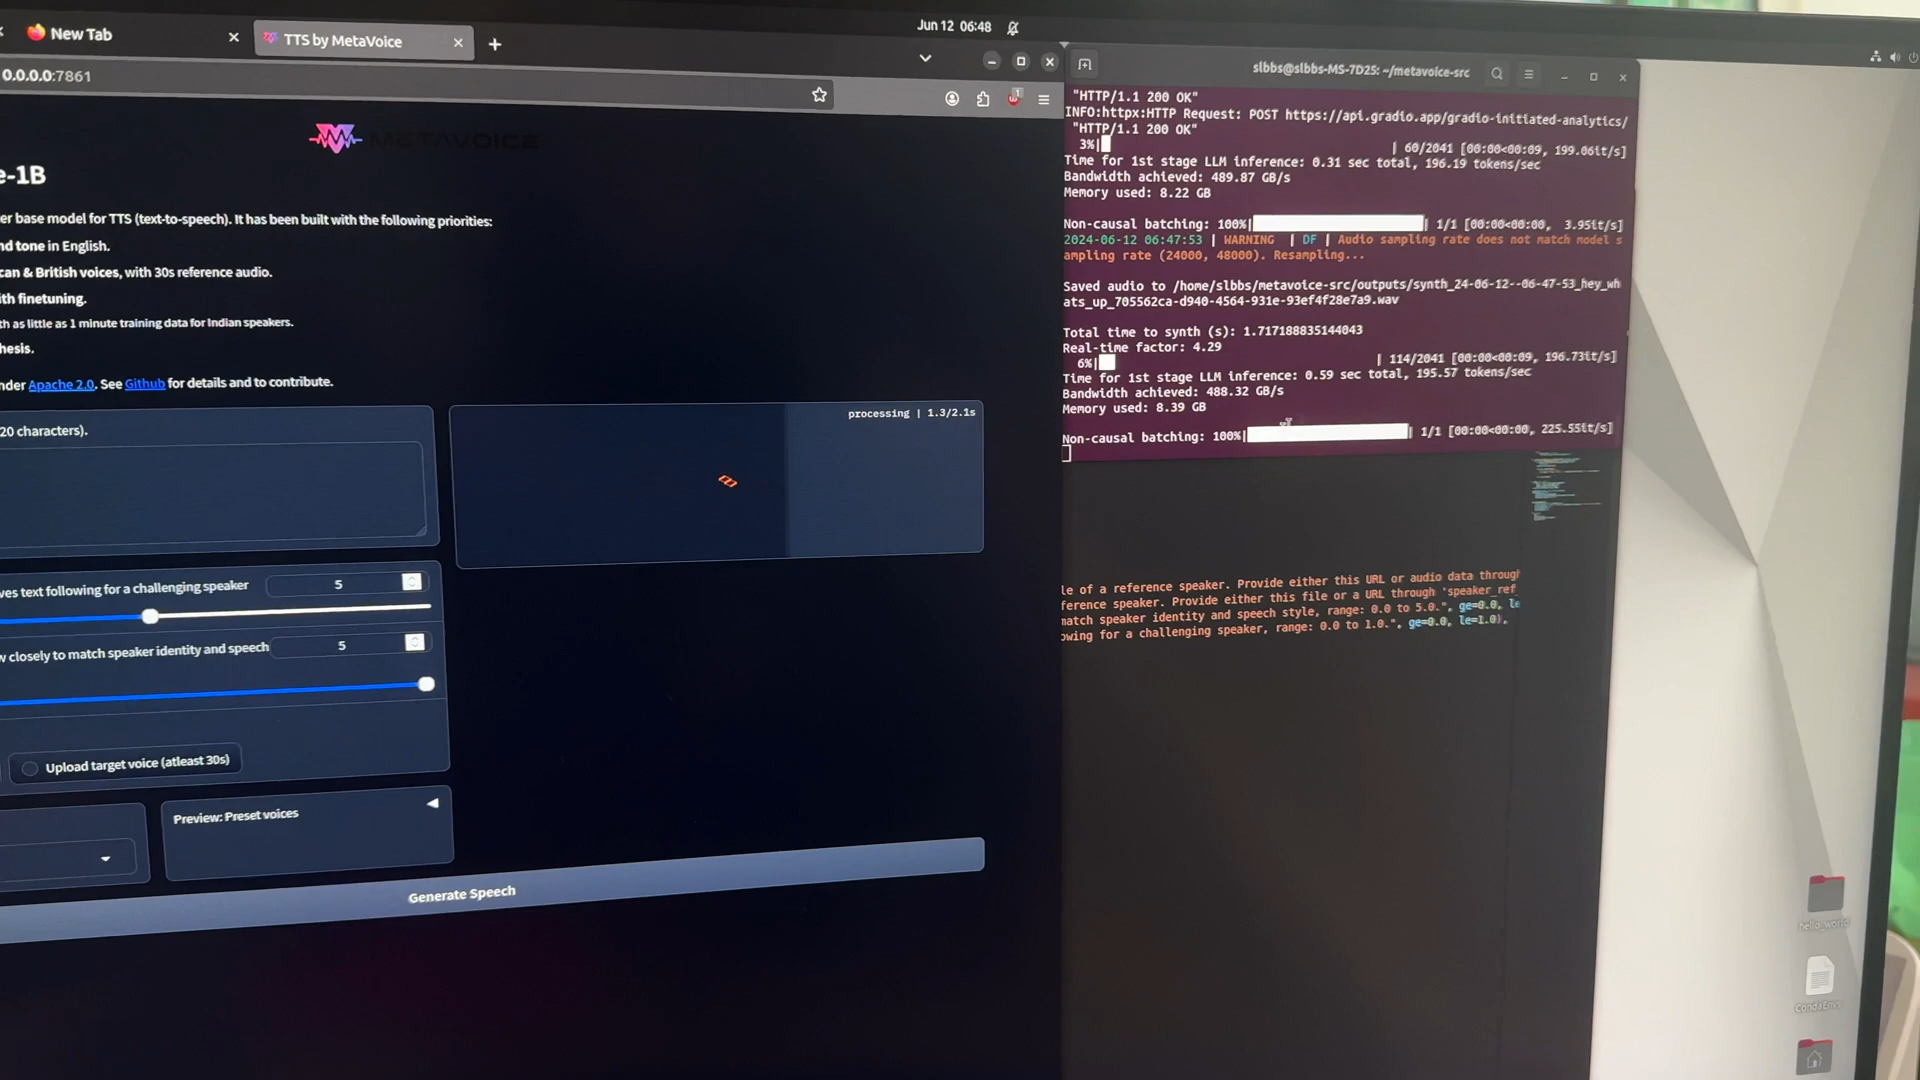 New Tab
TTS by MetaVoice
Jun 12 06:48
0.0.0.0:7861
1
METAVOICE
e-1B
er base model for TTS (text-to-speech). It has been built with the following priorities:
nd tone in English.
can & British voices, with 30s reference audio.
ith finetuning.
th as little as 1 minute training data for Indian speakers.
hesis.
nder Apache 2.0. See Github for details and to contribute.
20 characters).
processing | 1.3/2.1s
ves text following for a challenging speaker
5
w closely to match speaker identity and speech
5
Upload target voice (atleast 30s)
Preview: Preset voices
Generate Speech
slbbs@slbbs-MS-7D25: ~/metavoice-src
"HTTP/1.1 200 OK"
INFO:httpx:HTTP Request: POST https://api.gradio.app/gradio-initiated-analytics/
"HTTP/1.1 200 OK"
3%| | 60/2041 [00:00<00:09, 199.06it/s]
Time for 1st stage LLM inference: 0.31 sec total, 196.19 tokens/sec
Bandwidth achieved: 489.87 GB/s
Memory used: 8.22 GB
Non-causal batching: 100%| | 1/1 [00:00<00:00, 3.95it/s]
2024-06-12 06:47:53 | WARNING | DF | Audio sampling rate does not match model s
ampling rate (24000, 48000). Resampling...
Saved audio to /home/slbbs/metavoice-src/outputs/synth_24-06-12--06-47-53_hey_wh
ats_up_705562ca-d940-4564-931e-93ef4f28e7a9.wav
Total time to synth (s): 1.717188835144043
Real-time factor: 4.29
6%| | 114/2041 [00:00<00:09, 196.73it/s]
Time for 1st stage LLM inference: 0.59 sec total, 195.57 tokens/sec
Bandwidth achieved: 488.32 GB/s
Memory used: 8.39 GB
Non-causal batching: 100%| | 1/1 [00:00<00:00, 225.55it/s]
le of a reference speaker. Provide either this URL or audio data through
ference speaker. Provide either this file or a URL through 'speaker_ref_
match speaker identity and speech style, range: 0.0 to 5.0.", ge=0.0, le
owing for a challenging speaker, range: 0.0 to 1.0.", ge=0.0, le=1.0),
hello_world